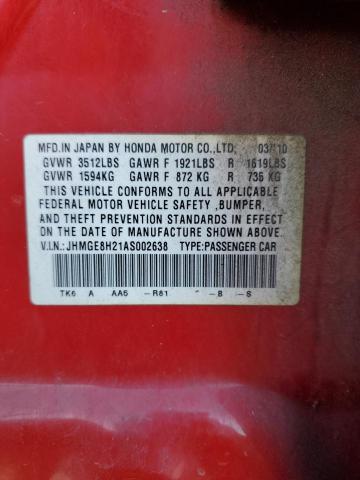 MFD.IN JAPAN BY HONDA MOTOR CO.,LTD. 03/10
GVWR 3512LBS GAWR F 1921LBS R 1619LBS
GVWR 1594KG GAWR F 872 KG R 735 KG
THIS VEHICLE CONFORMS TO ALL APPLICABLE
FEDERAL MOTOR VEHICLE SAFETY ,BUMPER,
AND THEFT PREVENTION STANDARDS IN EFFECT
ON THE DATE OF MANUFACTURE SHOWN ABOVE.
V.I.N.: JHMGE8H21AS002638 TYPE:PASSENGER CAR
TK6 A AA5 -R81 -B -S